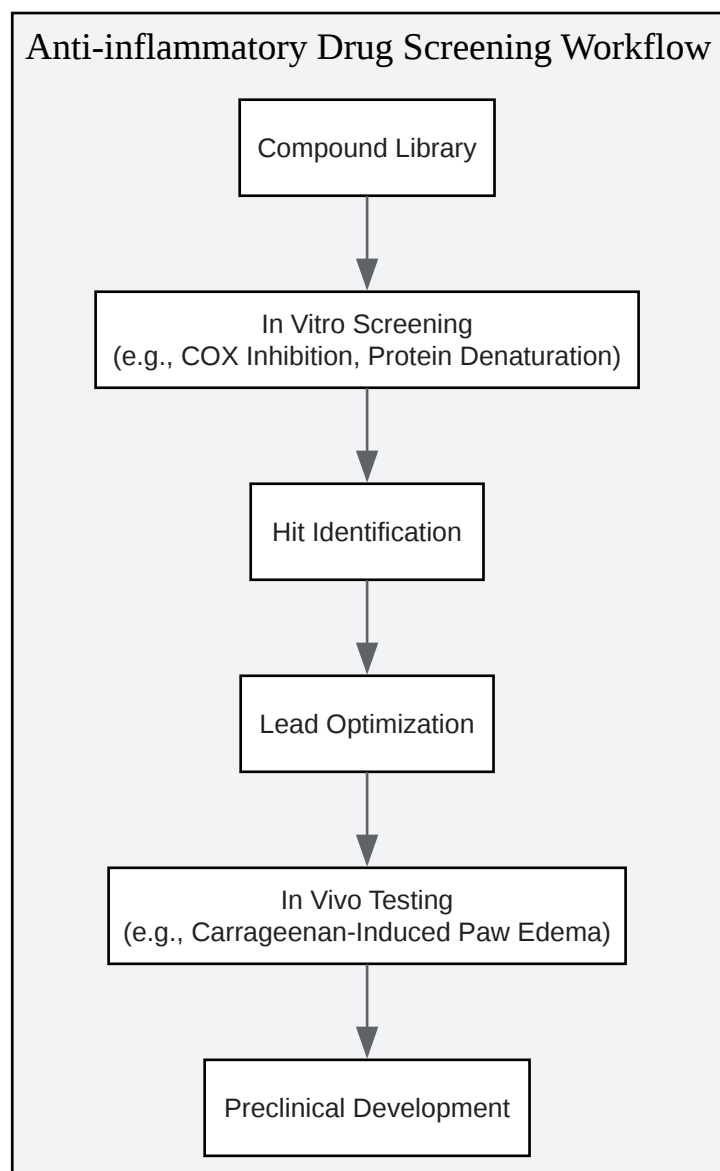 Anti-inflammatory Drug Screening Workflow
Compound Library
In Vitro Screening
(e.g., COX Inhibition, Protein Denaturation)
Hit Identification
Lead Optimization
In Vivo Testing
(e.g., Carrageenan-Induced Paw Edema)
Preclinical Development